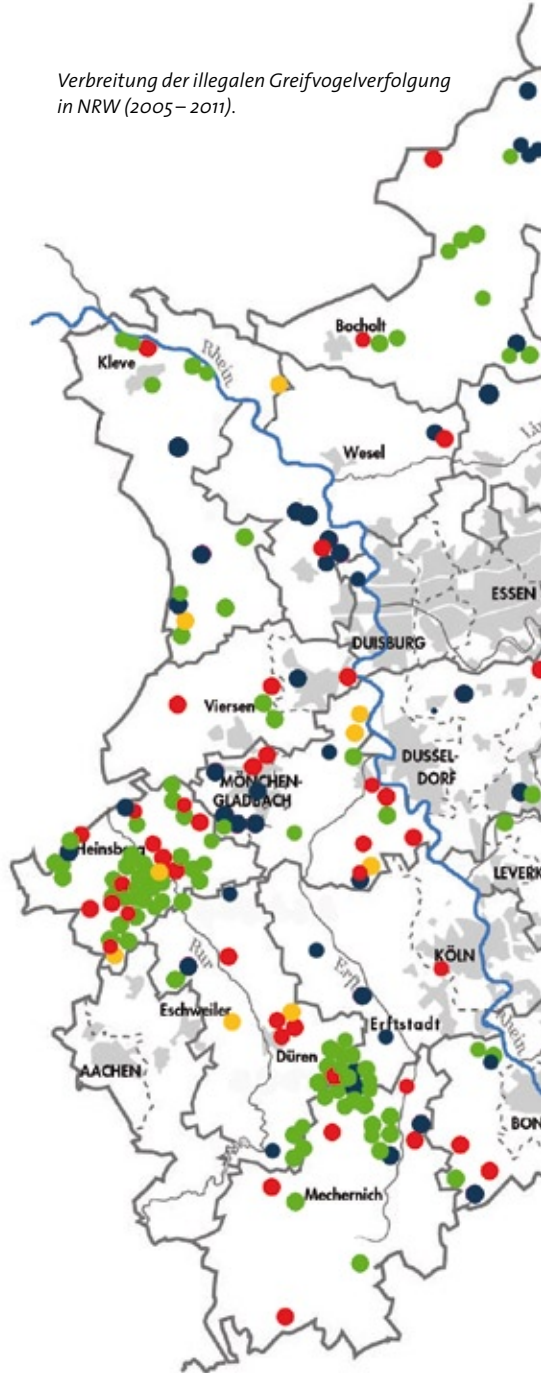 Verbreitung der illegalen Greifvogelverfolgung
in NRW (2005 – 2011).
Bocholt
Rhein
Kleve
Wesel
ESSEN
DUISBURG
Viersen
DUSSEL-
DORF
MÖNCHEN-
GLADBACH
Heinsberg
LEVERK
KÖLN
Rur
Erft
Eschweiler
Erftstadt
Rhein
Düren
AACHEN
BON
Mechernich